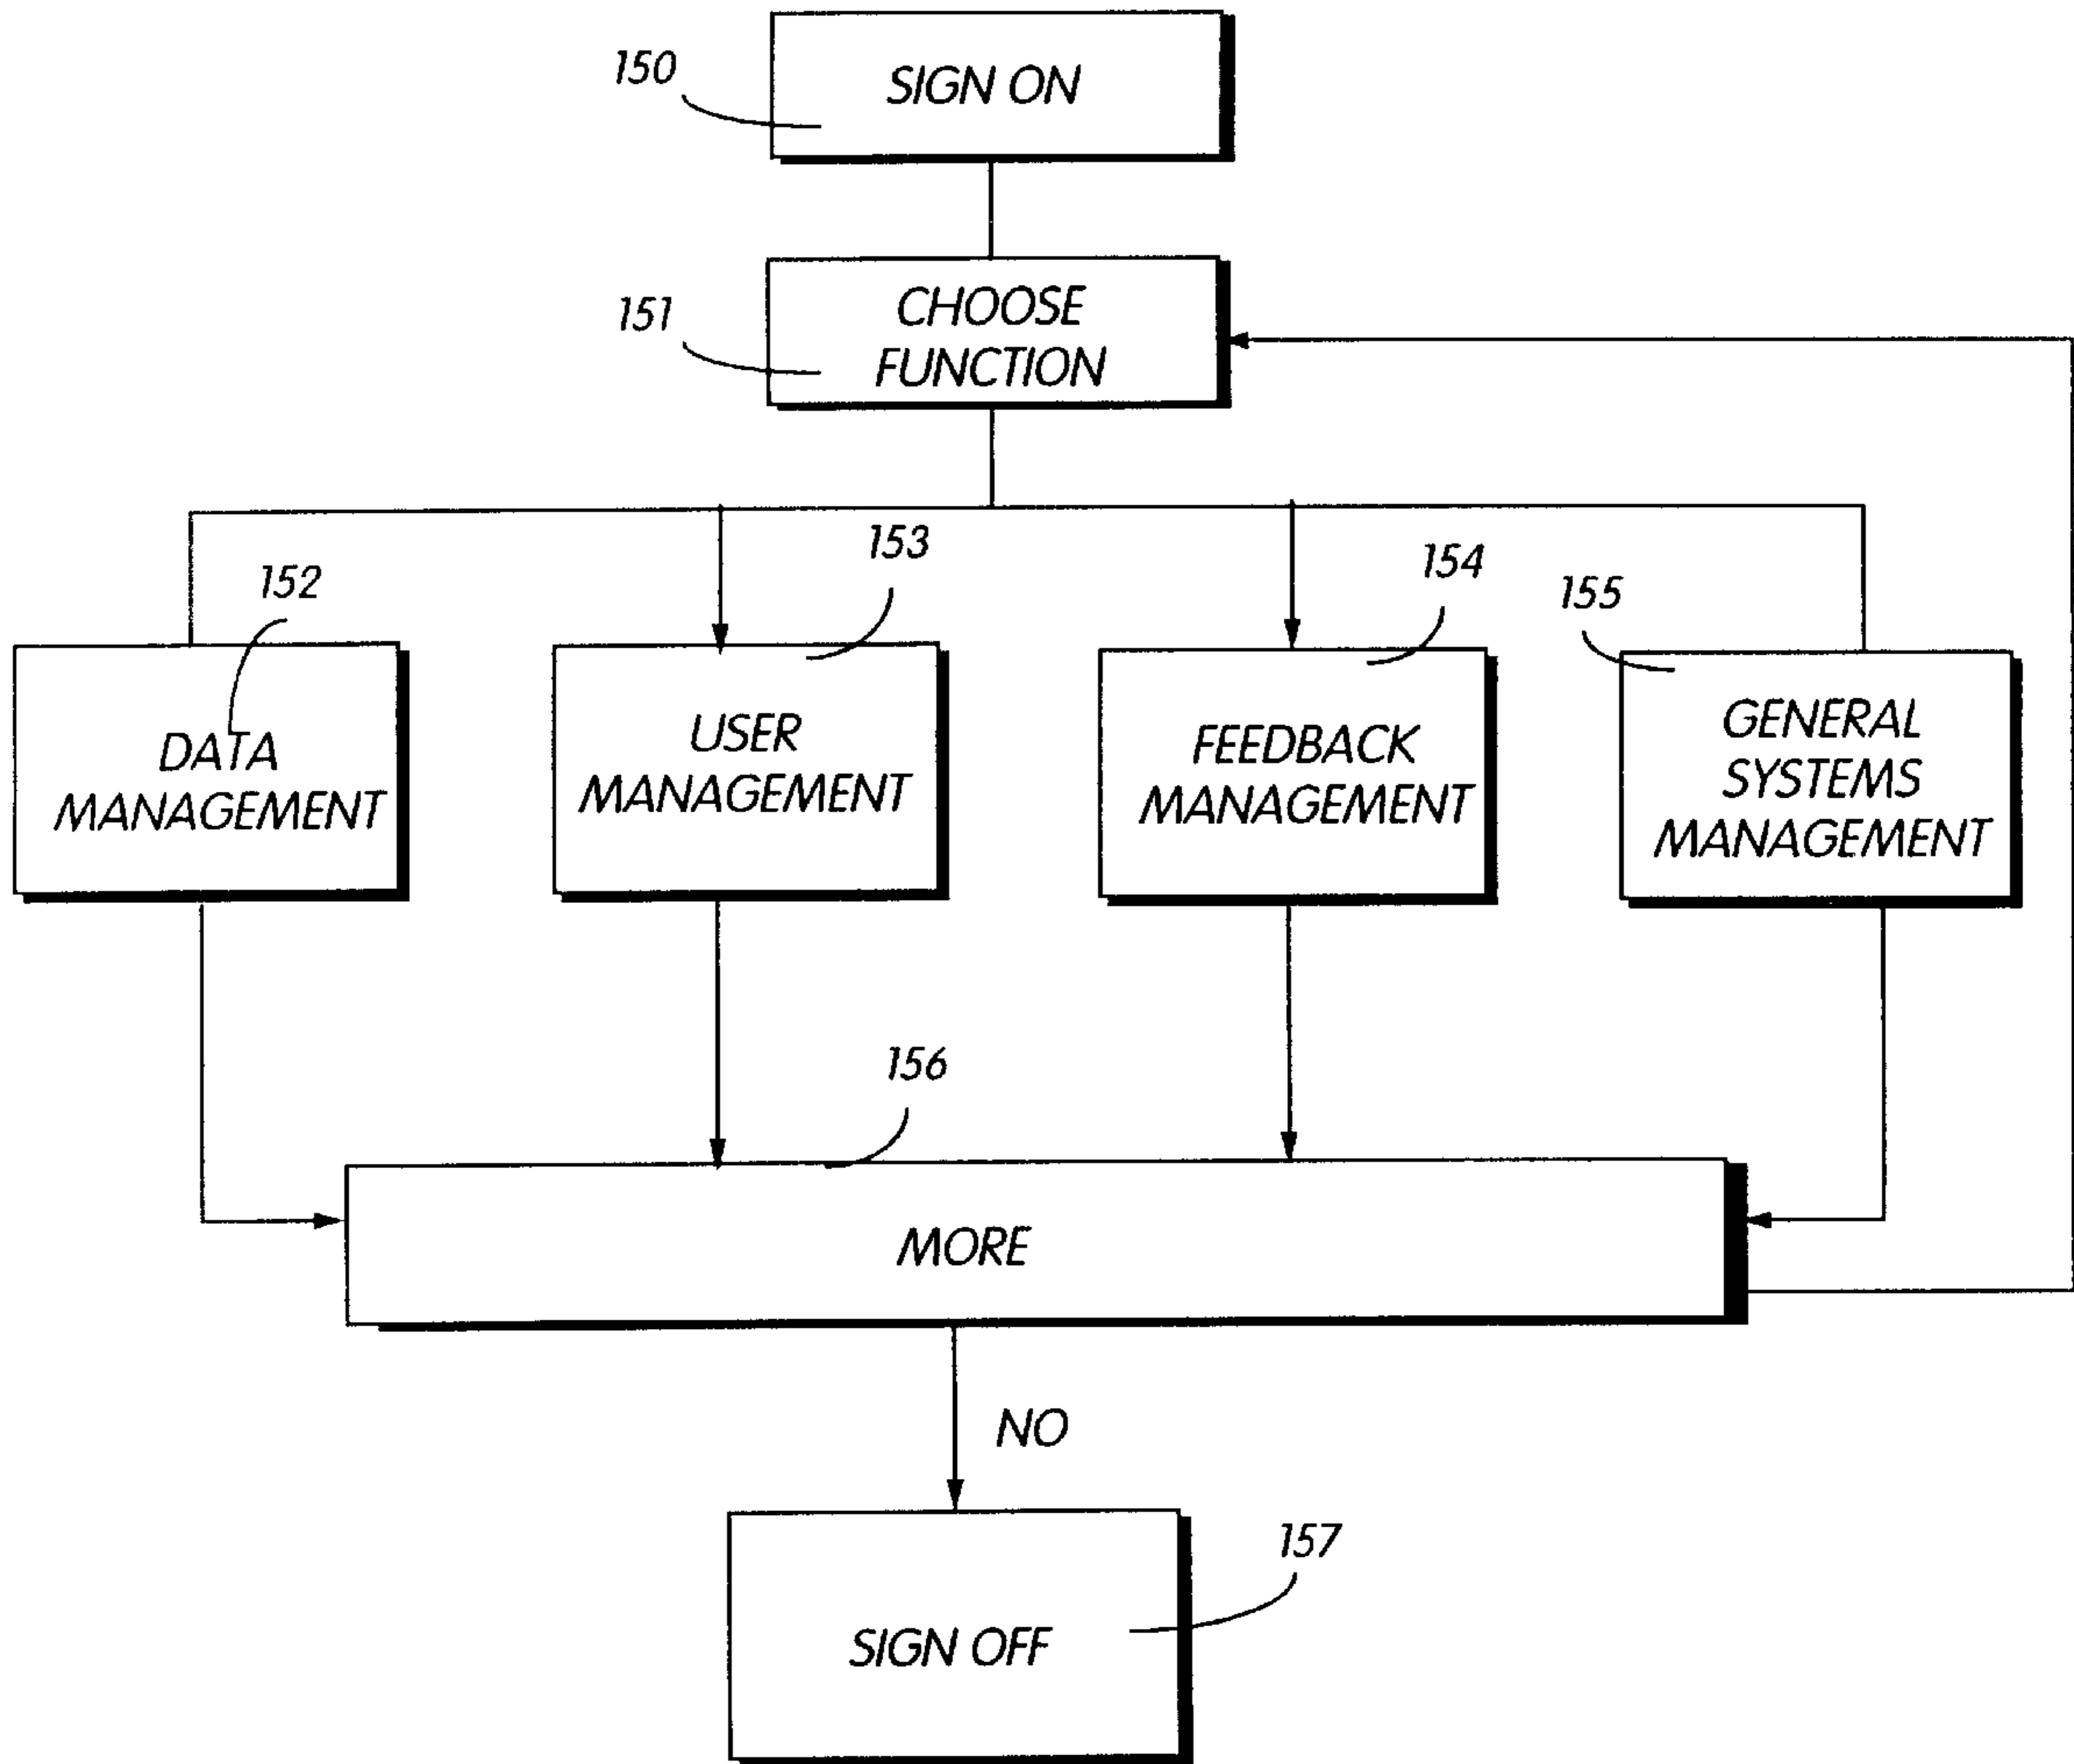 150
SIGN ON
151
CHOOSE
FUNCTION
152
153
154
155
DATA
MANAGEMENT
USER
MANAGEMENT
FEEDBACK
MANAGEMENT
GENERAL
SYSTEMS
MANAGEMENT
156
MORE
NO
157
SIGN OFF